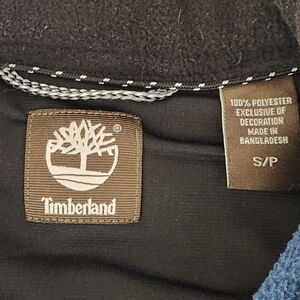 Timberland
®
100% POLYESTER
EXCLUSIVE OF
DECORATION
MADE IN
BANGLADESH
S/P